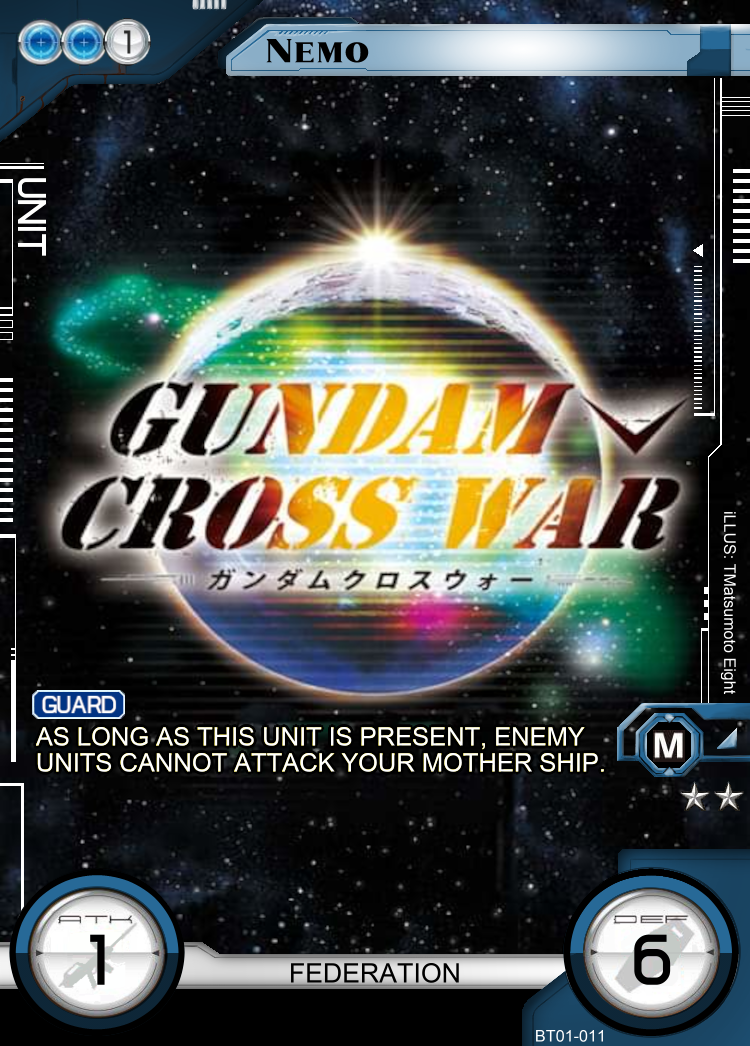 1
NEMO
UNIT
GUNDAM
CROSS WAR
ガンダムクロスウォー
iLLUS: TMatsumoto Eight
GUARD
AS LONG AS THIS UNIT IS PRESENT, ENEMY
UNITS CANNOT ATTACK YOUR MOTHER SHIP.
M
ATK
1
DEF
6
FEDERATION
BT01-011